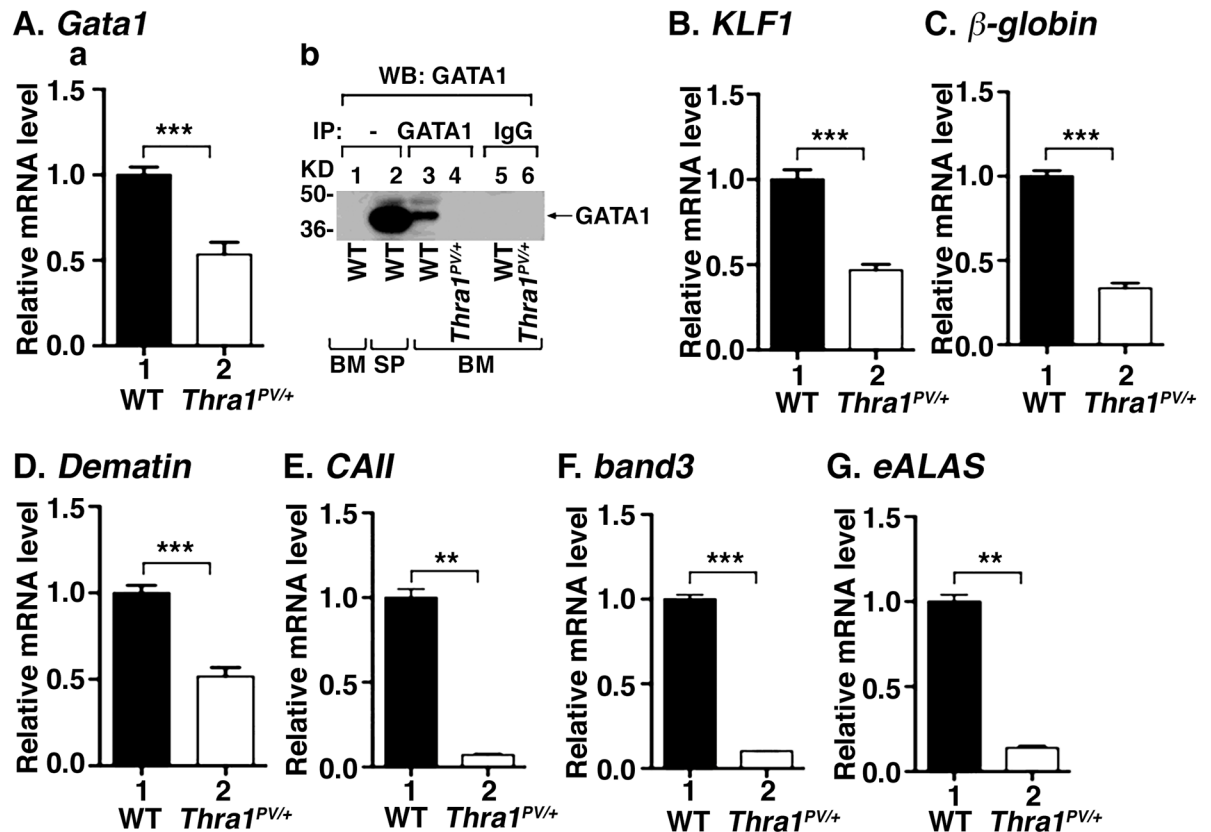 A. Gata1
a
Relative mRNA level
1.5
1.0
0.5
0.0
***
1 2
WT Thra1PV/+
b
WB: GATA1
IP: - GATA1 IgG
KD 1 2 3 4 5 6
50-
36-
←GATA1
WT WT WT Thra1PV/+ WT Thra1PV/+
BM SP BM
B. KLF1
Relative mRNA level
1.5
1.0
0.5
0.0
***
1 2
WT Thra1PV/+
C. β-globin
Relative mRNA level
1.5
1.0
0.5
0.0
***
1 2
WT Thra1PV/+
D. Dematin
Relative mRNA level
1.5
1.0
0.5
0.0
***
1 2
WT Thra1PV/+
E. CAII
Relative mRNA level
1.5
1.0
0.5
0.0
**
1 2
WT Thra1PV/+
F. band3
Relative mRNA level
1.5
1.0
0.5
0.0
***
1 2
WT Thra1PV/+
G. eALAS
Relative mRNA level
1.5
1.0
0.5
0.0
**
1 2
WT Thra1PV/+